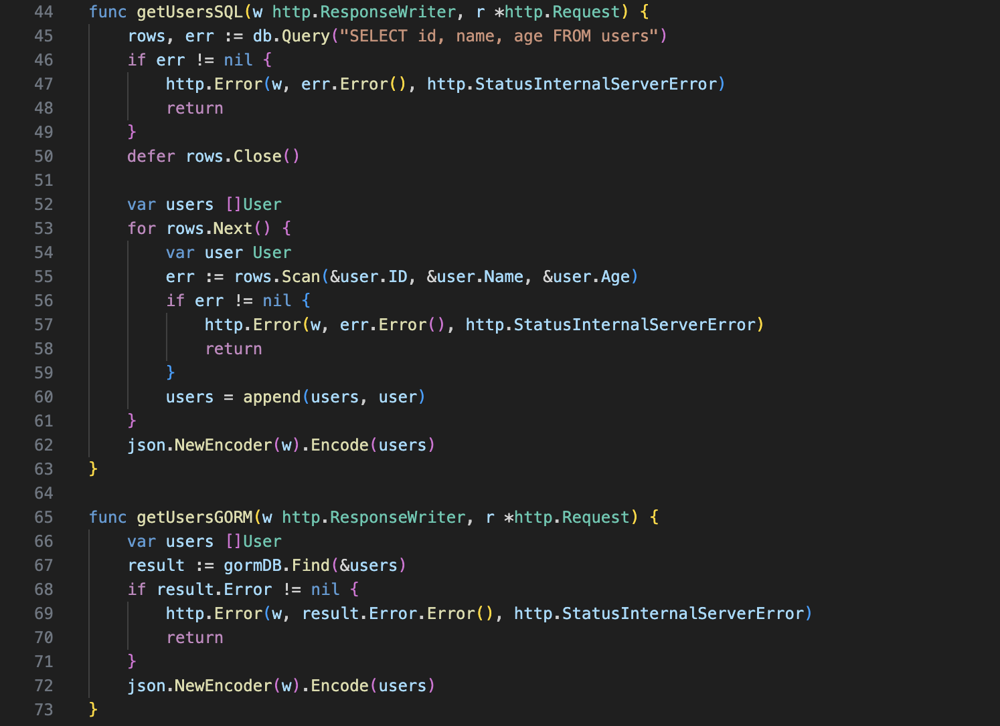 44 func getUsersSQL(w http.ResponseWriter, r *http.Request) {
45     rows, err := db.Query("SELECT id, name, age FROM users")
46     if err != nil {
47         http.Error(w, err.Error(), http.StatusInternalServerError)
48         return
49     }
50     defer rows.Close()
51
52     var users []User
53     for rows.Next() {
54         var user User
55         err := rows.Scan(&user.ID, &user.Name, &user.Age)
56         if err != nil {
57             http.Error(w, err.Error(), http.StatusInternalServerError)
58             return
59         }
60         users = append(users, user)
61     }
62     json.NewEncoder(w).Encode(users)
63 }
64
65 func getUsersGORM(w http.ResponseWriter, r *http.Request) {
66     var users []User
67     result := gormDB.Find(&users)
68     if result.Error != nil {
69         http.Error(w, result.Error.Error(), http.StatusInternalServerError)
70         return
71     }
72     json.NewEncoder(w).Encode(users)
73 }